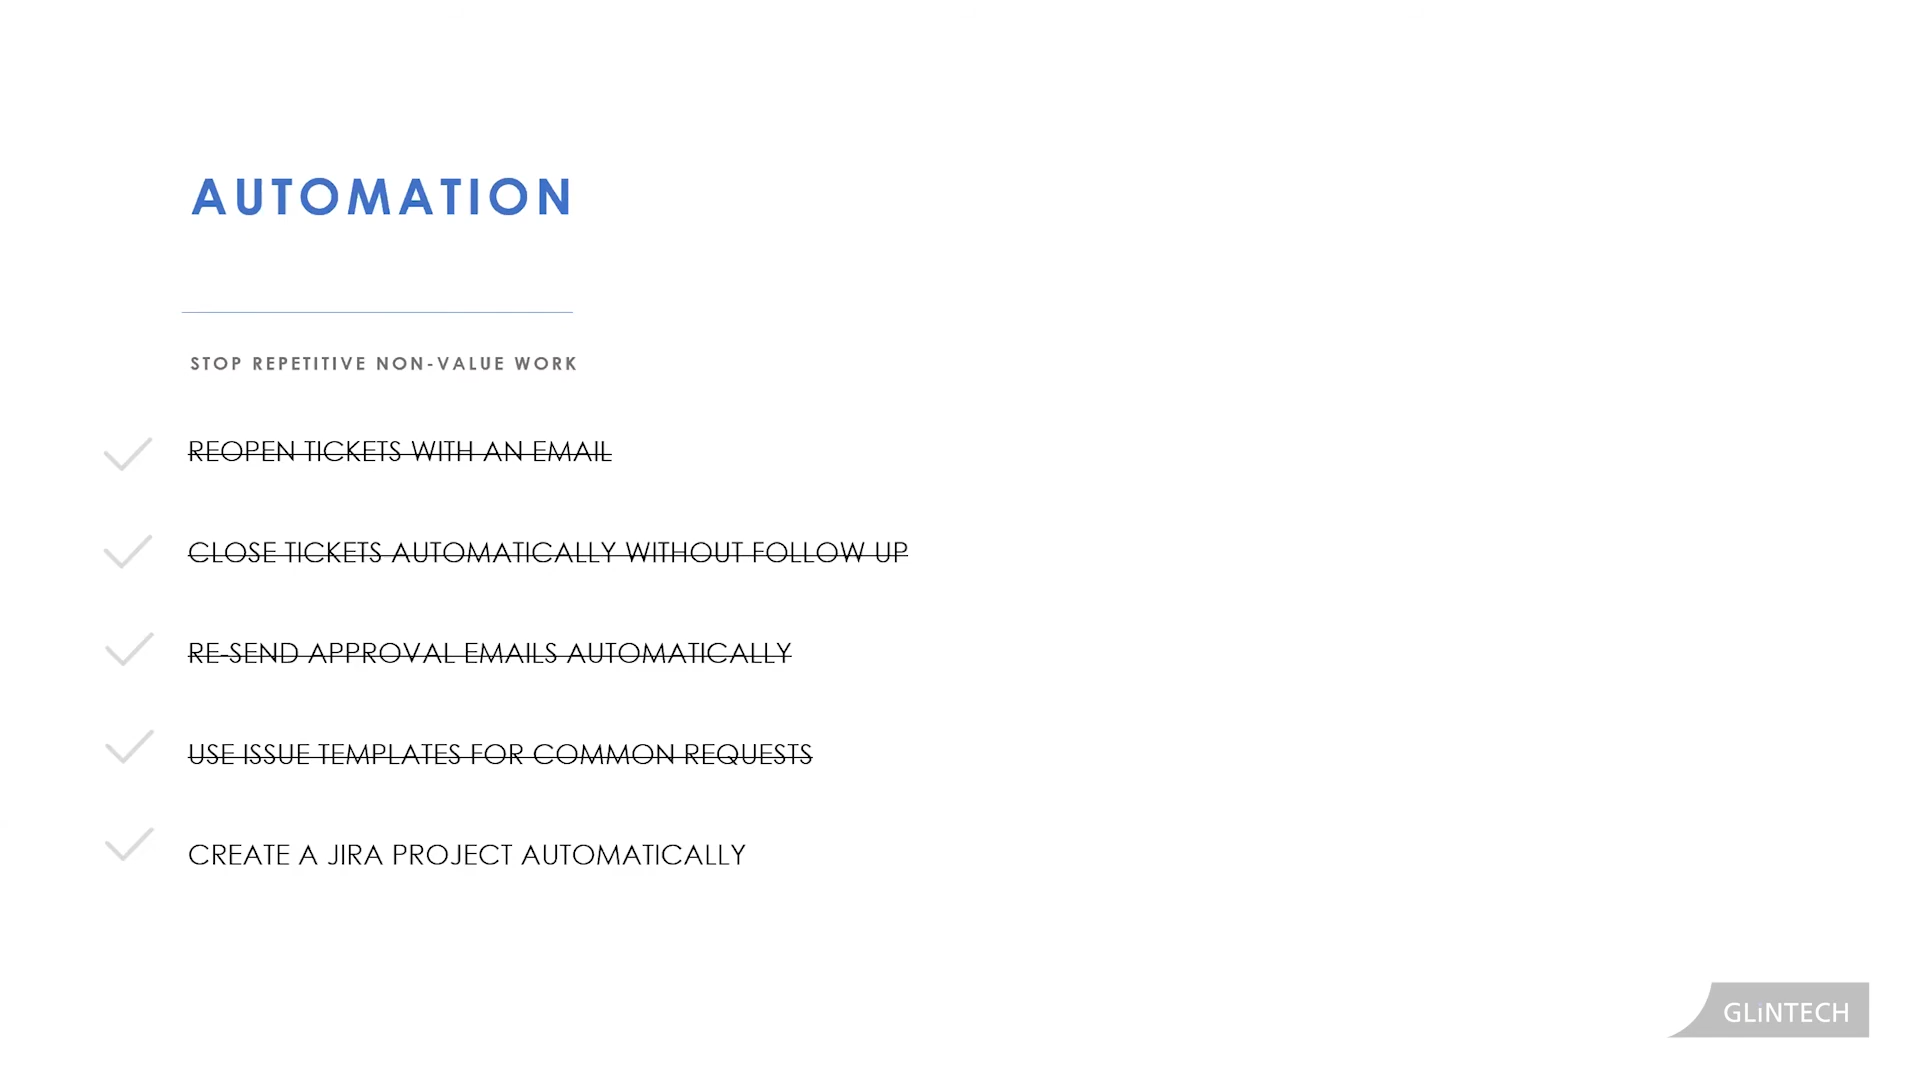 AUTOMATION
STOP REPETITIVE NON-VALUE WORK
REOPEN TICKETS WITH AN EMAIL
CLOSE TICKETS AUTOMATICALLY WITHOUT FOLLOW UP
RE-SEND APPROVAL EMAILS AUTOMATICALLY
USE ISSUE TEMPLATES FOR COMMON REQUESTS
CREATE A JIRA PROJECT AUTOMATICALLY
GLiNTECH